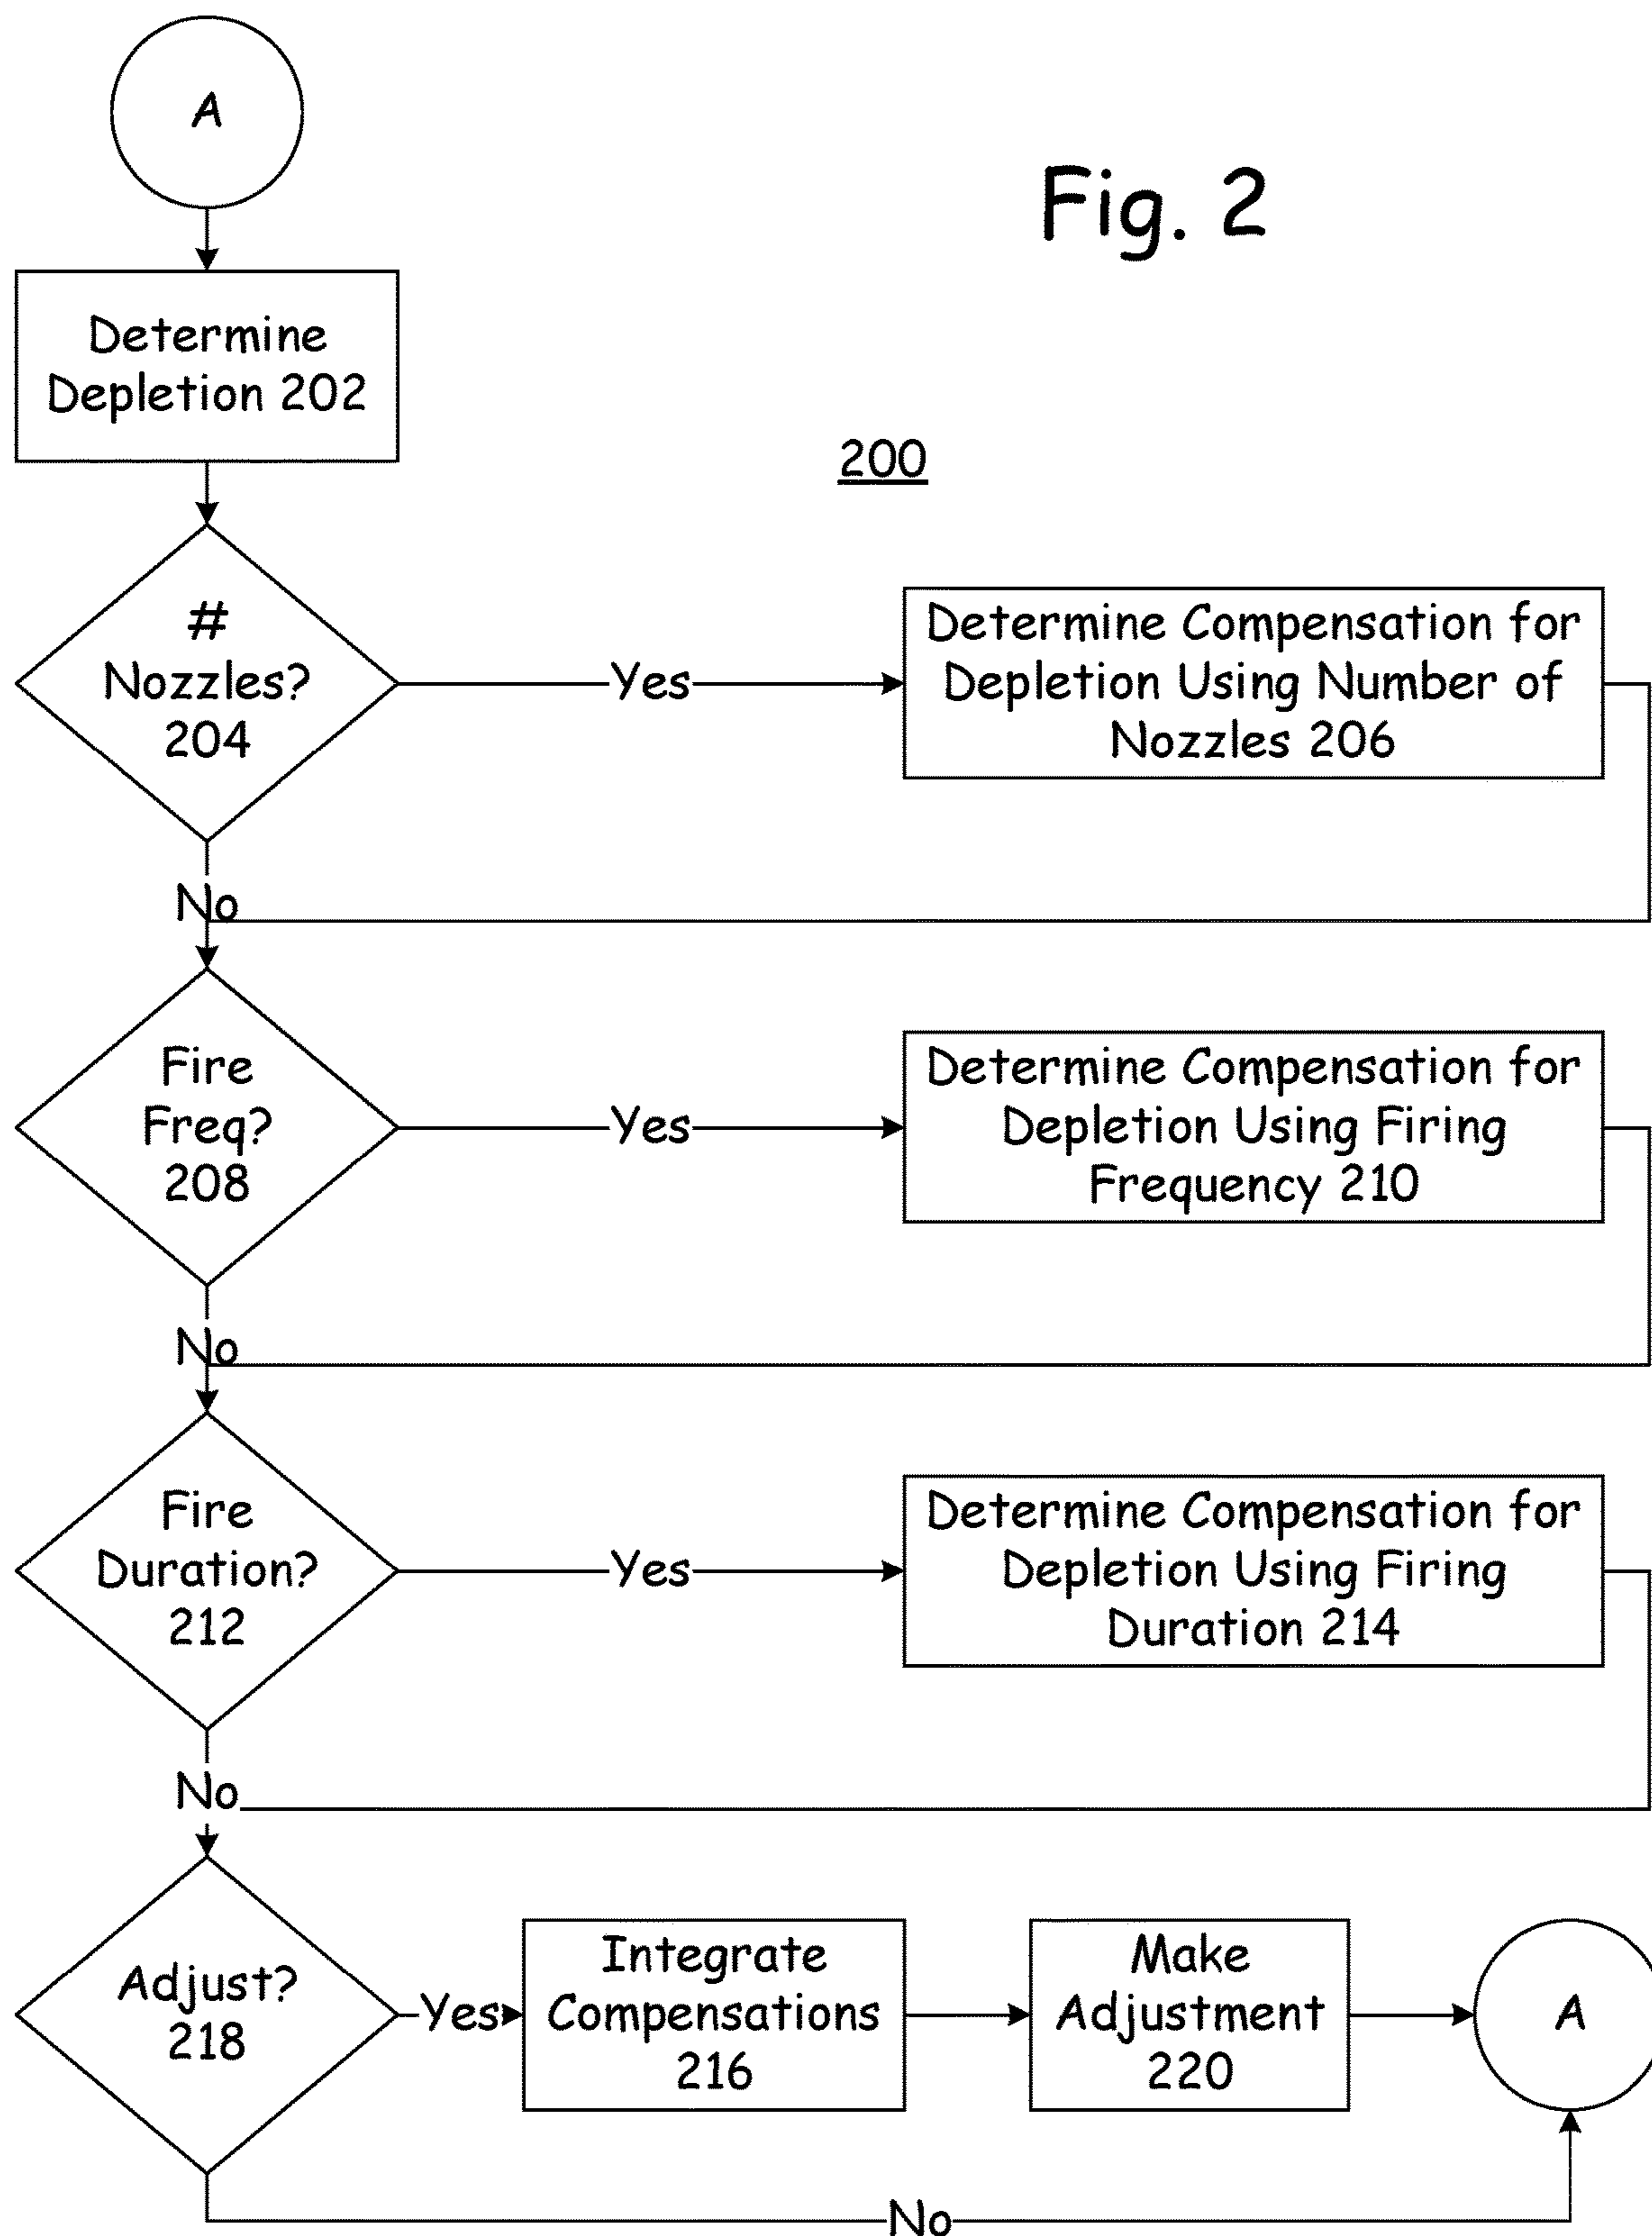 A
Fig. 2
Determine
Depletion 202
200
#
Nozzles?
204
Yes
Determine Compensation for
Depletion Using Number of
Nozzles 206
No
Fire
Freq?
208
Yes
Determine Compensation for
Depletion Using Firing
Frequency 210
No
Fire
Duration?
212
Yes
Determine Compensation for
Depletion Using Firing
Duration 214
No
Adjust?
218
Yes
Integrate
Compensations
216
Make
Adjustment
220
A
No